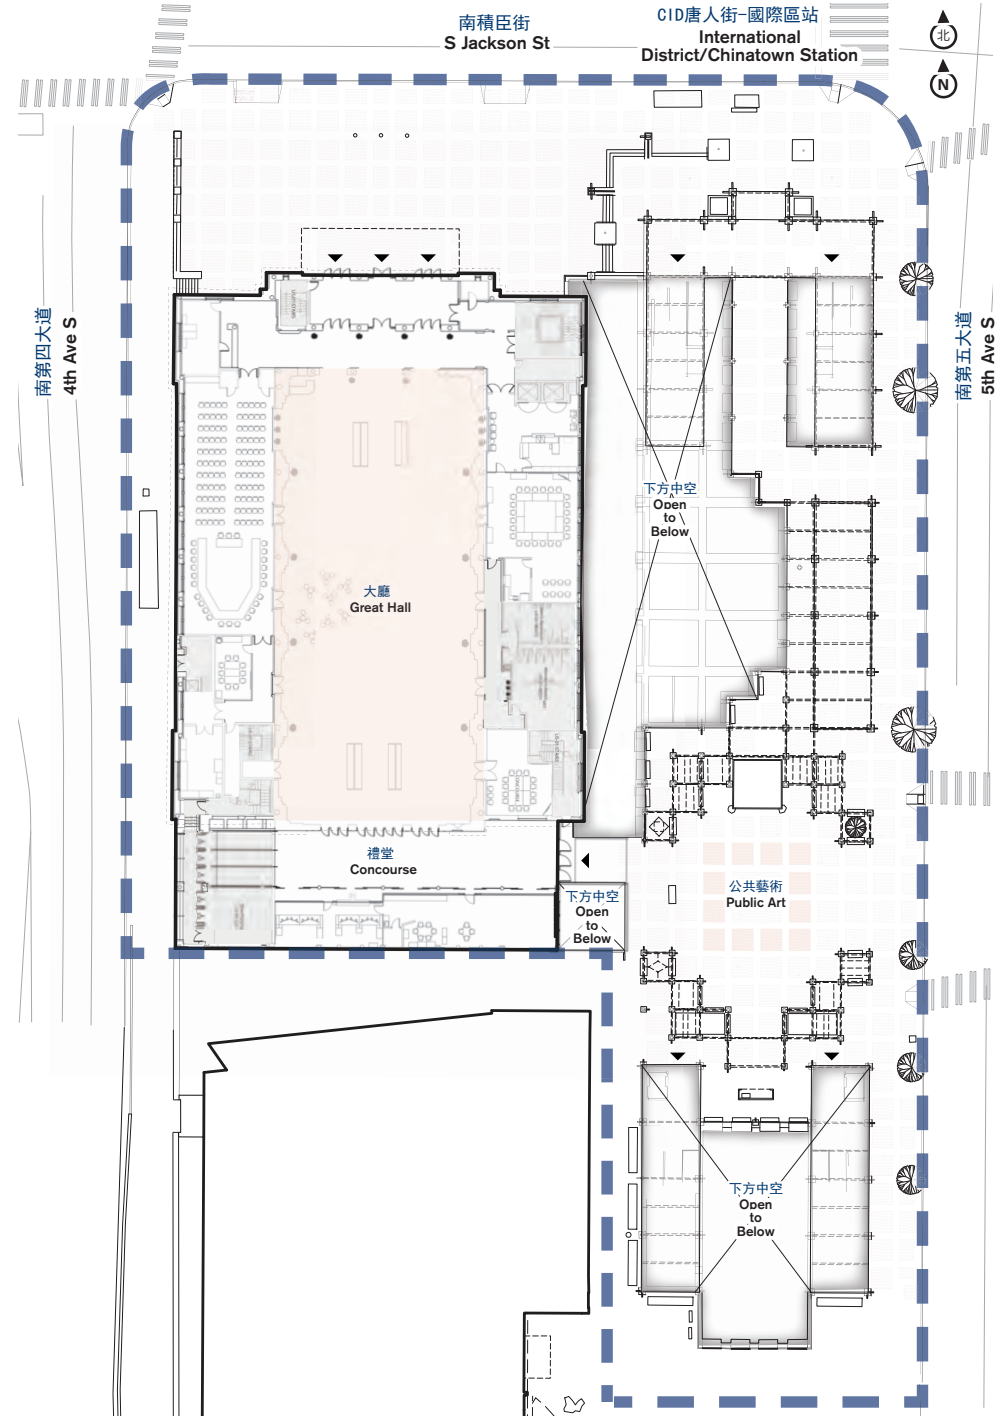 南積臣街
S Jackson St
CID唐人街-國際區站
International
District/Chinatown Station
北
N
南第四大道
4th Ave S
南第五大道
5th Ave S
下方中空
Open
to
Below
大廳
Great Hall
禮堂
Concourse
下方中空
Open
to
Below
公共藝術
Public Art
下方中空
Open
to
Below